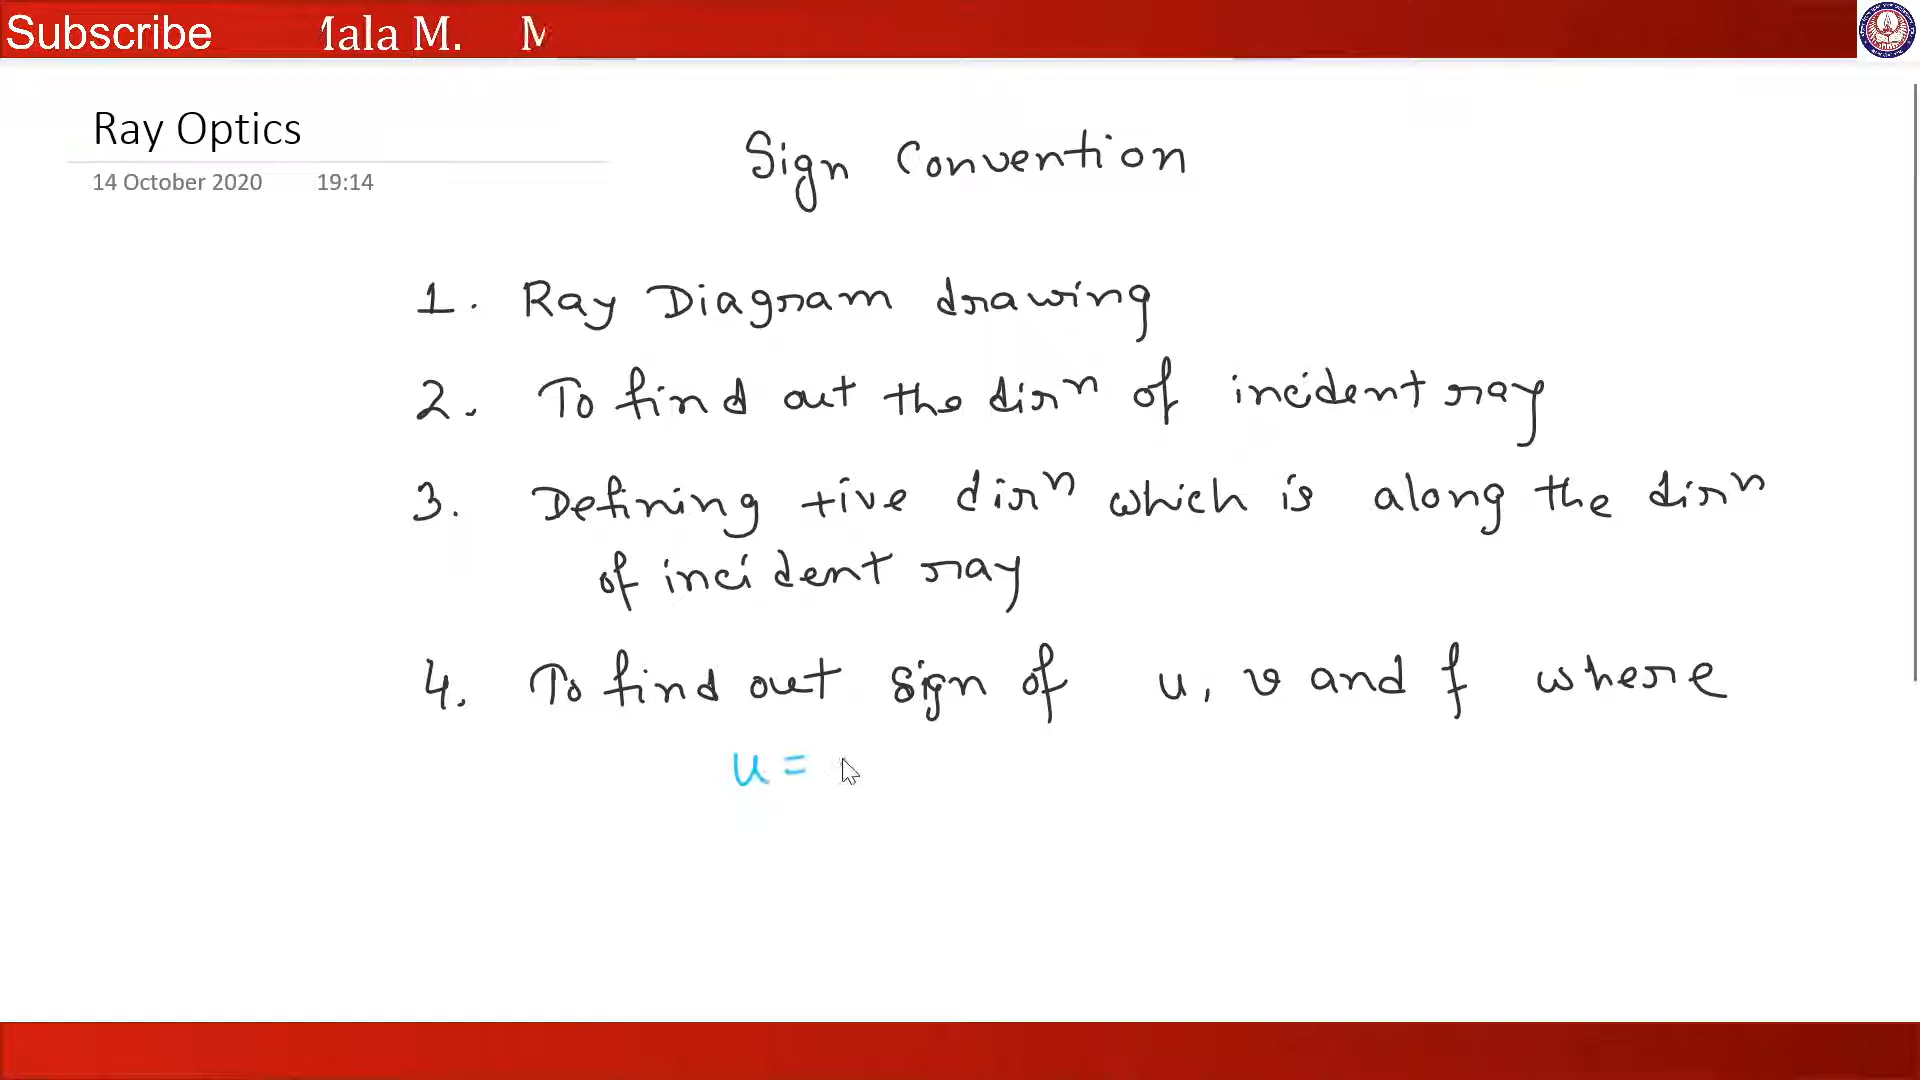 Subscribe Mala M. M
Ray Optics
14 October 2020 19:14
Sign Convention
1. Ray Diagram drawing
2. To find out the dirⁿ of incident ray
3. Defining +ive dirⁿ which is along the dirⁿ
of incident ray
4. To find out sign of u, v and f where
u =